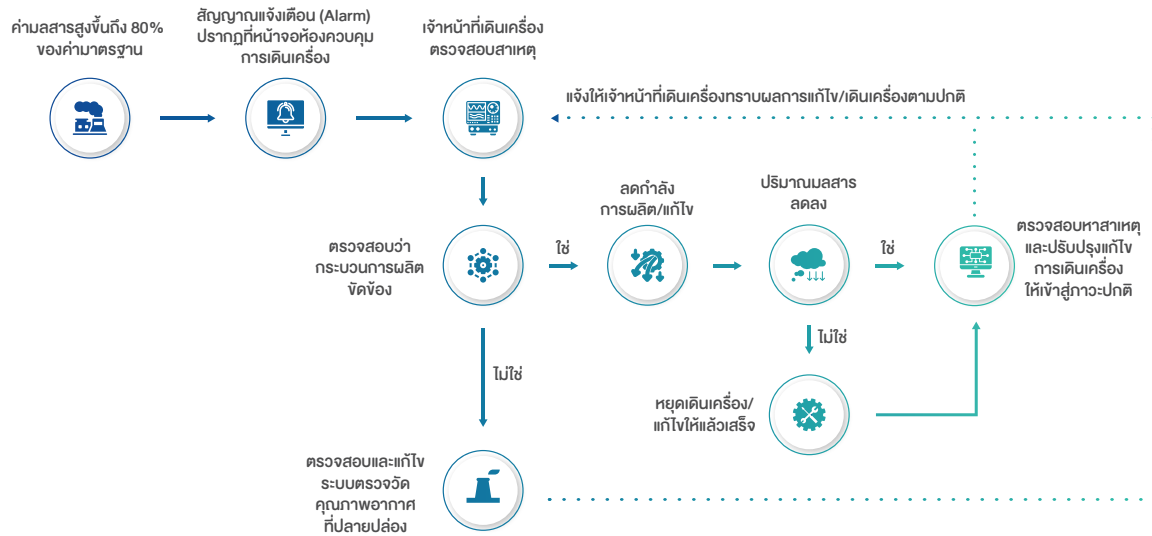 ค่ามลสารสูงขึ้นถึง 80%
ของค่ามาตรฐาน
สัญญาณแจ้งเตือน (Alarm)
ปรากฏที่หน้าจอห้องควบคุม
การเดินเครื่อง
เจ้าหน้าที่เดินเครื่อง
ตรวจสอบสาเหตุ
แจ้งให้เจ้าหน้าที่เดินเครื่องทราบผลการแก้ไข/เดินเครื่องตามปกติ
ตรวจสอบว่า
กระบวนการผลิต
ขัดข้อง
ใช่
ลดกำลัง
การผลิต/แก้ไข
ปริมาณมลสาร
ลดลง
ใช่
ตรวจสอบหาสาเหตุ
และปรับปรุงแก้ไข
การเดินเครื่อง
ให้เข้าสู่ภาวะปกติ
ไม่ใช่
ไม่ใช่
หยุดเดินเครื่อง/
แก้ไขให้แล้วเสร็จ
ตรวจสอบและแก้ไข
ระบบตรวจวัด
คุณภาพอากาศ
ที่ปลายปล่อง